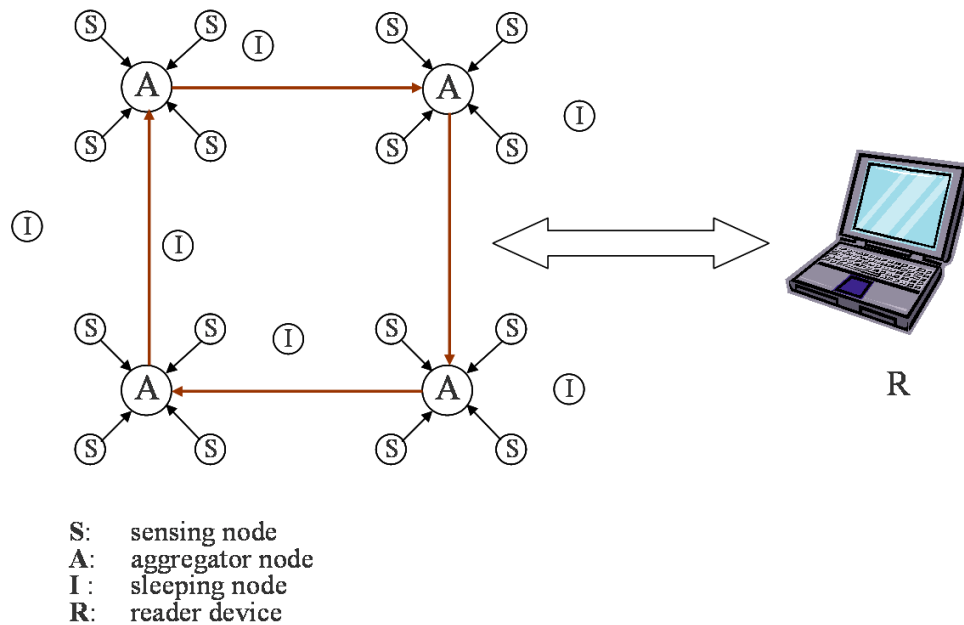 S S S S
I
A A
I
S S S S
I I
S S S S
I
A A I
R
S S S S
S: sensing node
A: aggregator node
I : sleeping node
R: reader device